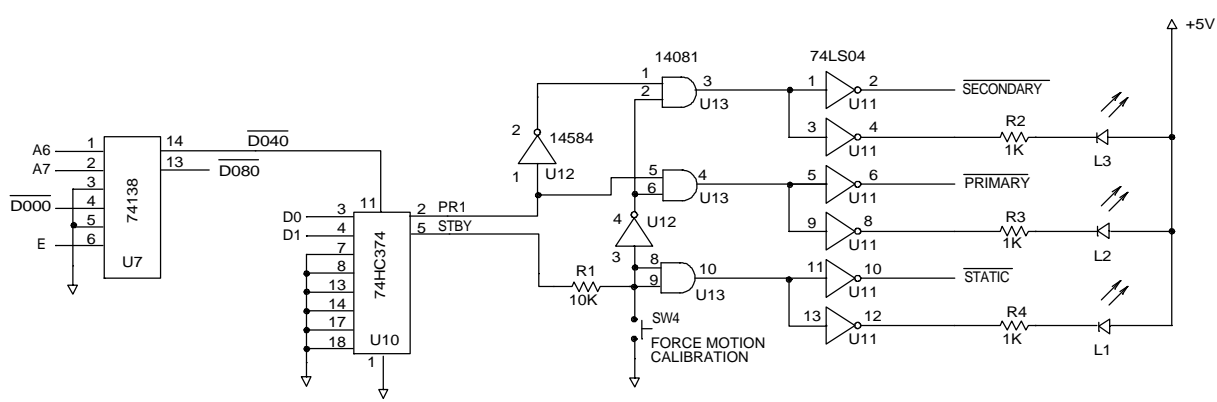 +5V
14081
74LS04
1
2
3
U13
1
2
U11
SECONDARY
2
14584
1
U12
3
4
U11
R2
1K
L3
A6
A7
D000
E
1
2
3
4
5
6
74138
U7
14
13
D040
D080
5
6
4
U13
5
6
U11
PRIMARY
9
8
U11
R3
1K
L2
D0
D1
3
4
7
8
13
14
17
18
11
74HC374
U10
1
2
PR1
5
STBY
4
U12
3
R1
10K
8
9
10
U13
11
10
U11
STATIC
13
12
U11
R4
1K
L1
SW4
FORCE MOTION
CALIBRATION